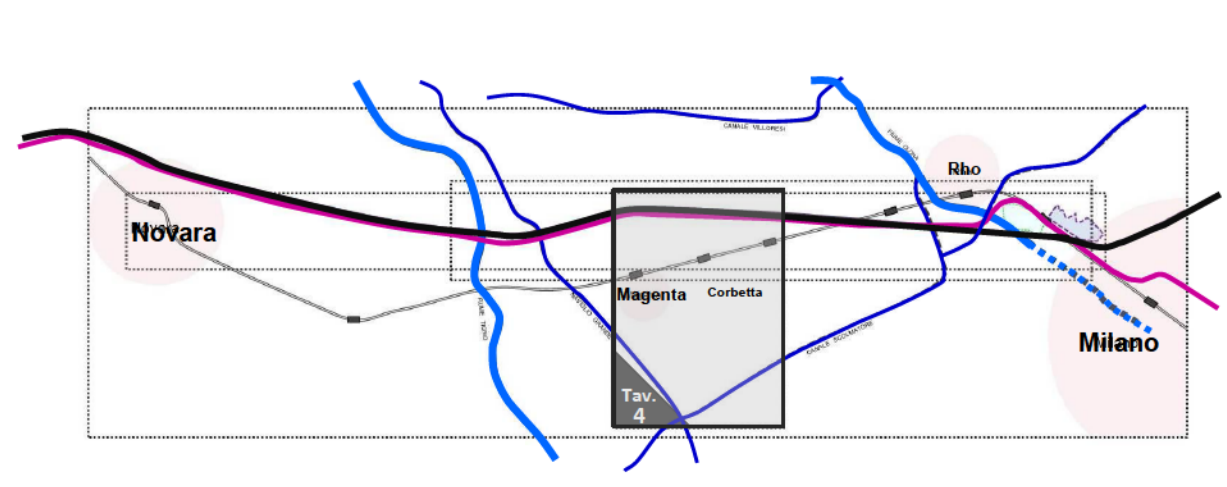 CANALE VILLORESI
FIUME OLONA
Rho
Novara
Magenta
Corbetta
FIUME TICINO
NAVIGLIO GRANDE
CANALE SCOLMATORE
Milano
Tav.
4